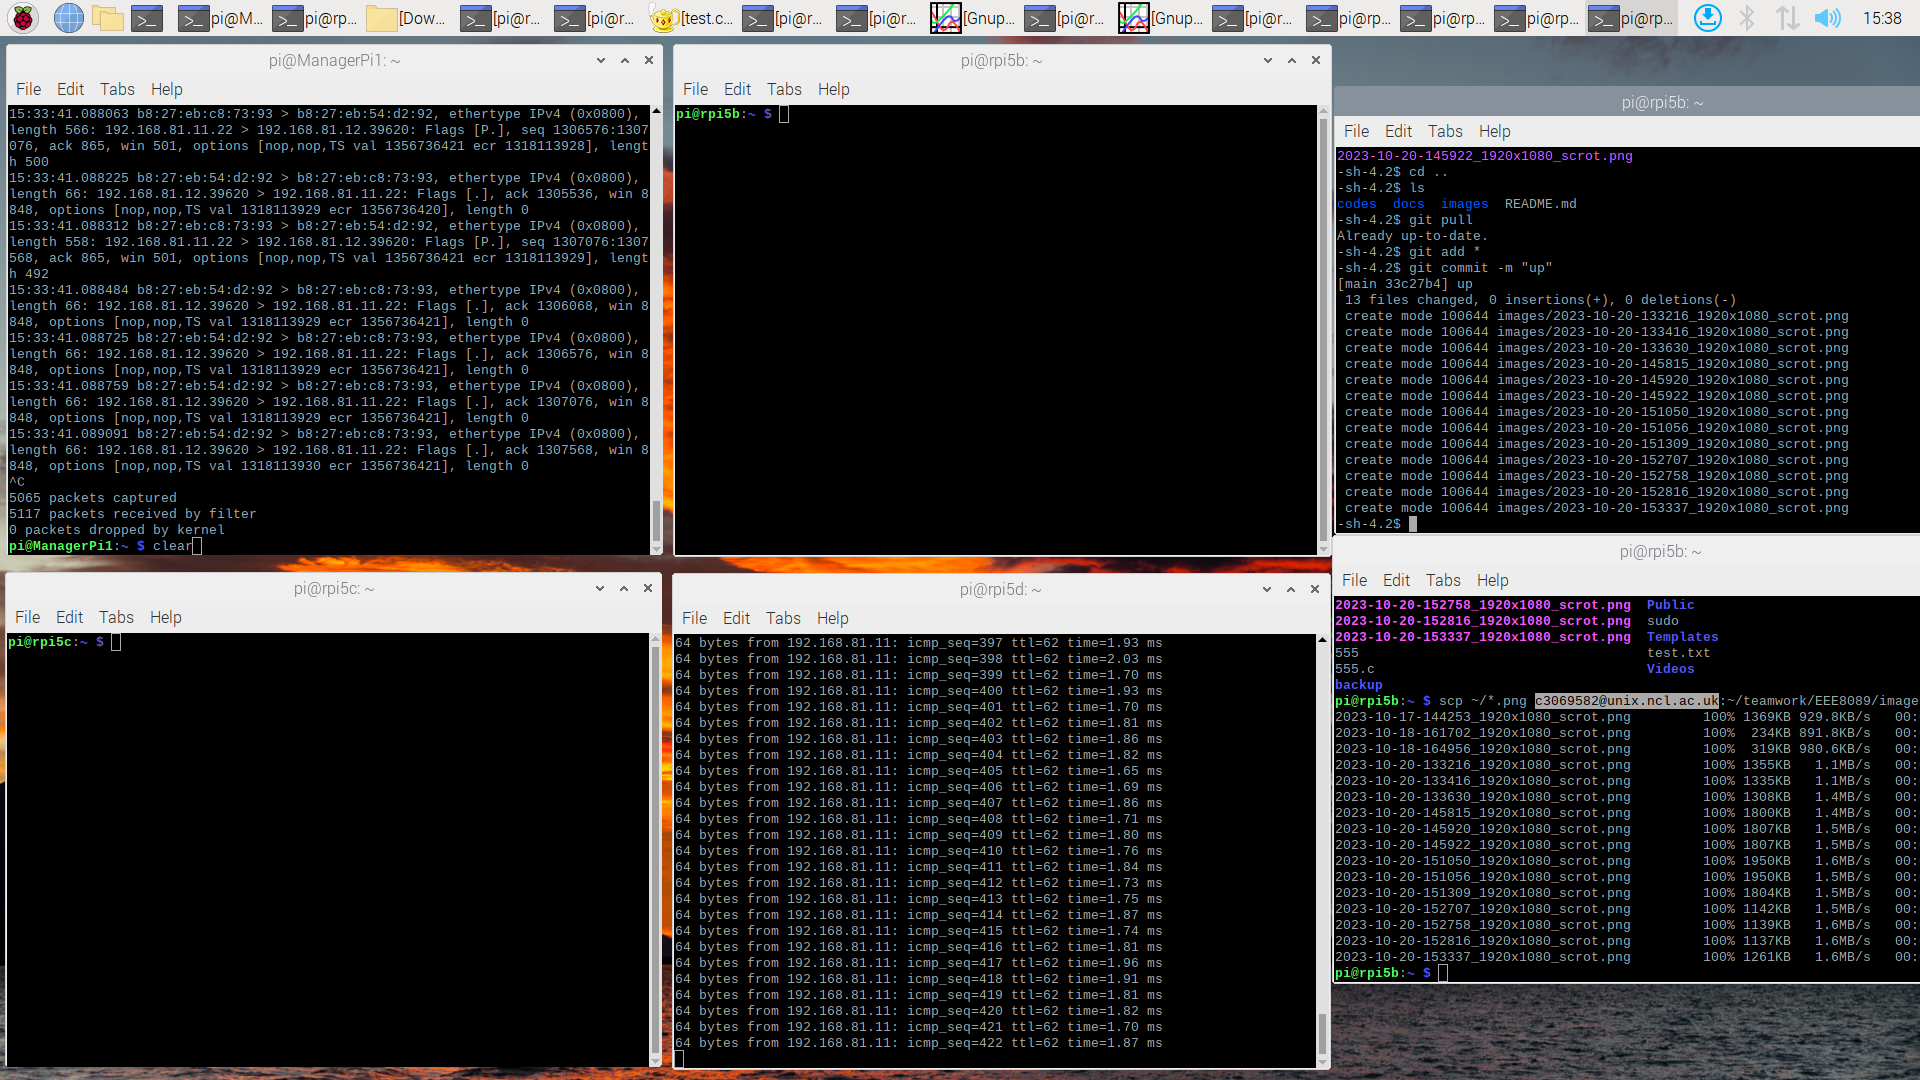 pi@M... pi@rp... [Dow... [pi@r... [pi@r... [test.c... [pi@r... [pi@r... [Gnup... [pi@r... [Gnup... [pi@r... pi@rp... pi@rp... pi@rp... pi@rp... 15:38
pi@ManagerPi1: ~
File Edit Tabs Help
15:33:41.088063 b8:27:eb:c8:73:93 > b8:27:eb:54:d2:92, ethertype IPv4 (0x0800),
length 566: 192.168.81.11.22 > 192.168.81.12.39620: Flags [P.], seq 1306576:1307
076, ack 865, win 501, options [nop,nop,TS val 1356736421 ecr 1318113928], lengt
h 500
15:33:41.088225 b8:27:eb:54:d2:92 > b8:27:eb:c8:73:93, ethertype IPv4 (0x0800),
length 66: 192.168.81.12.39620 > 192.168.81.11.22: Flags [.], ack 1305536, win 8
848, options [nop,nop,TS val 1318113929 ecr 1356736420], length 0
15:33:41.088312 b8:27:eb:c8:73:93 > b8:27:eb:54:d2:92, ethertype IPv4 (0x0800),
length 558: 192.168.81.11.22 > 192.168.81.12.39620: Flags [P.], seq 1307076:1307
568, ack 865, win 501, options [nop,nop,TS val 1356736421 ecr 1318113929], lengt
h 492
15:33:41.088484 b8:27:eb:54:d2:92 > b8:27:eb:c8:73:93, ethertype IPv4 (0x0800),
length 66: 192.168.81.12.39620 > 192.168.81.11.22: Flags [.], ack 1306068, win 8
848, options [nop,nop,TS val 1318113929 ecr 1356736421], length 0
15:33:41.088725 b8:27:eb:54:d2:92 > b8:27:eb:c8:73:93, ethertype IPv4 (0x0800),
length 66: 192.168.81.12.39620 > 192.168.81.11.22: Flags [.], ack 1306576, win 8
848, options [nop,nop,TS val 1318113929 ecr 1356736421], length 0
15:33:41.088759 b8:27:eb:54:d2:92 > b8:27:eb:c8:73:93, ethertype IPv4 (0x0800),
length 66: 192.168.81.12.39620 > 192.168.81.11.22: Flags [.], ack 1307076, win 8
848, options [nop,nop,TS val 1318113929 ecr 1356736421], length 0
15:33:41.089091 b8:27:eb:54:d2:92 > b8:27:eb:c8:73:93, ethertype IPv4 (0x0800),
length 66: 192.168.81.12.39620 > 192.168.81.11.22: Flags [.], ack 1307568, win 8
848, options [nop,nop,TS val 1318113930 ecr 1356736421], length 0
^C
5065 packets captured
5117 packets received by filter
0 packets dropped by kernel
pi@ManagerPi1:~ $ clear
pi@rpi5b: ~
File Edit Tabs Help
pi@rpi5b:~ $
pi@rpi5b: ~
File Edit Tabs Help
2023-10-20-145922_1920x1080_scrot.png
-sh-4.2$ cd ..
-sh-4.2$ ls
codes docs images README.md
-sh-4.2$ git pull
Already up-to-date.
-sh-4.2$ git add *
-sh-4.2$ git commit -m "up"
[main 33c27b4] up
13 files changed, 0 insertions(+), 0 deletions(-)
create mode 100644 images/2023-10-20-133216_1920x1080_scrot.png
create mode 100644 images/2023-10-20-133416_1920x1080_scrot.png
create mode 100644 images/2023-10-20-133630_1920x1080_scrot.png
create mode 100644 images/2023-10-20-145815_1920x1080_scrot.png
create mode 100644 images/2023-10-20-145920_1920x1080_scrot.png
create mode 100644 images/2023-10-20-145922_1920x1080_scrot.png
create mode 100644 images/2023-10-20-151050_1920x1080_scrot.png
create mode 100644 images/2023-10-20-151056_1920x1080_scrot.png
create mode 100644 images/2023-10-20-151309_1920x1080_scrot.png
create mode 100644 images/2023-10-20-152707_1920x1080_scrot.png
create mode 100644 images/2023-10-20-152758_1920x1080_scrot.png
create mode 100644 images/2023-10-20-152816_1920x1080_scrot.png
create mode 100644 images/2023-10-20-153337_1920x1080_scrot.png
-sh-4.2$
pi@rpi5c: ~
File Edit Tabs Help
pi@rpi5c:~ $
pi@rpi5d: ~
File Edit Tabs Help
64 bytes from 192.168.81.11: icmp_seq=397 ttl=62 time=1.93 ms
64 bytes from 192.168.81.11: icmp_seq=398 ttl=62 time=2.03 ms
64 bytes from 192.168.81.11: icmp_seq=399 ttl=62 time=1.70 ms
64 bytes from 192.168.81.11: icmp_seq=400 ttl=62 time=1.93 ms
64 bytes from 192.168.81.11: icmp_seq=401 ttl=62 time=1.70 ms
64 bytes from 192.168.81.11: icmp_seq=402 ttl=62 time=1.81 ms
64 bytes from 192.168.81.11: icmp_seq=403 ttl=62 time=1.86 ms
64 bytes from 192.168.81.11: icmp_seq=404 ttl=62 time=1.82 ms
64 bytes from 192.168.81.11: icmp_seq=405 ttl=62 time=1.65 ms
64 bytes from 192.168.81.11: icmp_seq=406 ttl=62 time=1.69 ms
64 bytes from 192.168.81.11: icmp_seq=407 ttl=62 time=1.86 ms
64 bytes from 192.168.81.11: icmp_seq=408 ttl=62 time=1.71 ms
64 bytes from 192.168.81.11: icmp_seq=409 ttl=62 time=1.80 ms
64 bytes from 192.168.81.11: icmp_seq=410 ttl=62 time=1.76 ms
64 bytes from 192.168.81.11: icmp_seq=411 ttl=62 time=1.84 ms
64 bytes from 192.168.81.11: icmp_seq=412 ttl=62 time=1.73 ms
64 bytes from 192.168.81.11: icmp_seq=413 ttl=62 time=1.75 ms
64 bytes from 192.168.81.11: icmp_seq=414 ttl=62 time=1.87 ms
64 bytes from 192.168.81.11: icmp_seq=415 ttl=62 time=1.74 ms
64 bytes from 192.168.81.11: icmp_seq=416 ttl=62 time=1.81 ms
64 bytes from 192.168.81.11: icmp_seq=417 ttl=62 time=1.96 ms
64 bytes from 192.168.81.11: icmp_seq=418 ttl=62 time=1.91 ms
64 bytes from 192.168.81.11: icmp_seq=419 ttl=62 time=1.81 ms
64 bytes from 192.168.81.11: icmp_seq=420 ttl=62 time=1.82 ms
64 bytes from 192.168.81.11: icmp_seq=421 ttl=62 time=1.70 ms
64 bytes from 192.168.81.11: icmp_seq=422 ttl=62 time=1.87 ms
pi@rpi5b: ~
File Edit Tabs Help
2023-10-20-152758_1920x1080_scrot.png Public
2023-10-20-152816_1920x1080_scrot.png sudo
2023-10-20-153337_1920x1080_scrot.png Templates
555 test.txt
555.c Videos
backup
pi@rpi5b:~ $ scp ~/*.png c3069582@unix.ncl.ac.uk:~/teamwork/EEE8089/image
2023-10-17-144253_1920x1080_scrot.png 100% 1369KB 929.8KB/s 00:
2023-10-18-161702_1920x1080_scrot.png 100% 234KB 891.8KB/s 00:
2023-10-18-164956_1920x1080_scrot.png 100% 319KB 980.6KB/s 00:
2023-10-20-133216_1920x1080_scrot.png 100% 1355KB 1.1MB/s 00:
2023-10-20-133416_1920x1080_scrot.png 100% 1335KB 1.1MB/s 00:
2023-10-20-133630_1920x1080_scrot.png 100% 1308KB 1.4MB/s 00:
2023-10-20-145815_1920x1080_scrot.png 100% 1800KB 1.4MB/s 00:
2023-10-20-145920_1920x1080_scrot.png 100% 1807KB 1.5MB/s 00:
2023-10-20-145922_1920x1080_scrot.png 100% 1807KB 1.5MB/s 00:
2023-10-20-151050_1920x1080_scrot.png 100% 1950KB 1.6MB/s 00:
2023-10-20-151056_1920x1080_scrot.png 100% 1950KB 1.5MB/s 00:
2023-10-20-151309_1920x1080_scrot.png 100% 1804KB 1.5MB/s 00:
2023-10-20-152707_1920x1080_scrot.png 100% 1142KB 1.5MB/s 00:
2023-10-20-152758_1920x1080_scrot.png 100% 1139KB 1.6MB/s 00:
2023-10-20-152816_1920x1080_scrot.png 100% 1137KB 1.6MB/s 00:
2023-10-20-153337_1920x1080_scrot.png 100% 1261KB 1.6MB/s 00:
pi@rpi5b:~ $